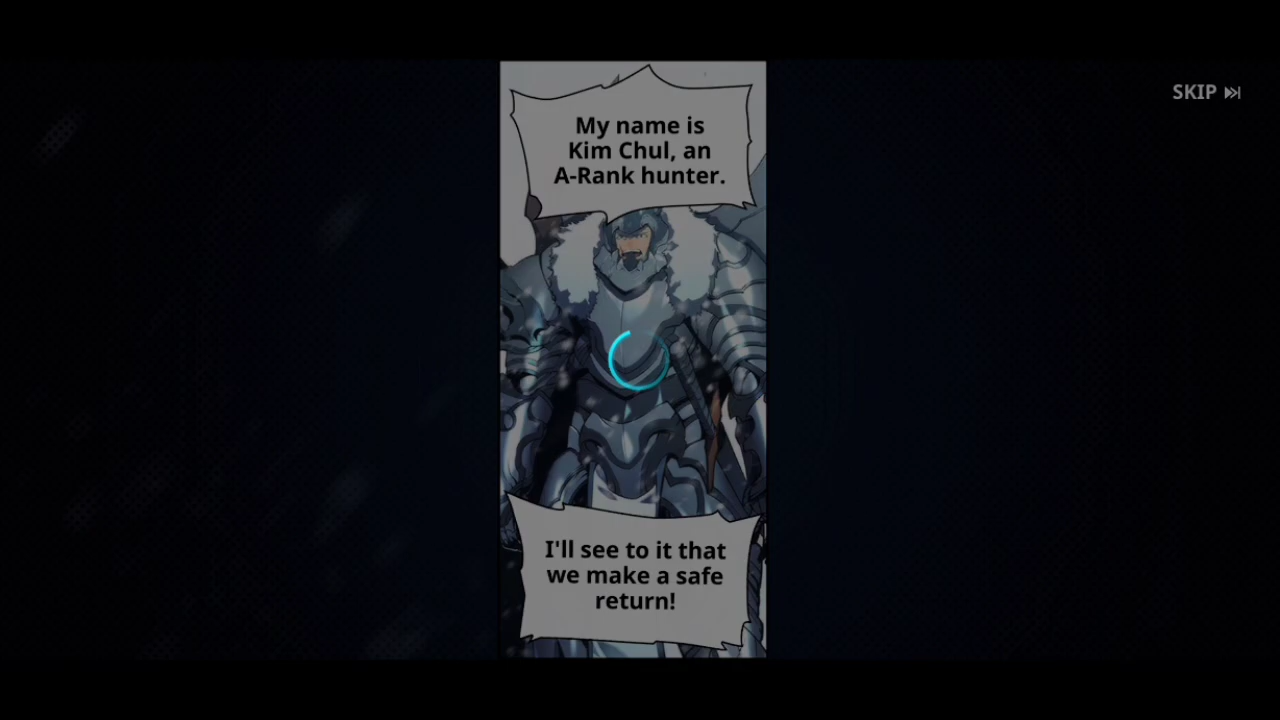 SKIP
My name is
Kim Chul, an
A-Rank hunter.
I'll see to it that
we make a safe
return!